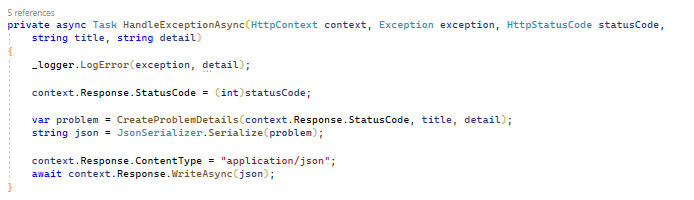 5 references
private async Task HandleExceptionAsync(HttpContext context, Exception exception, HttpStatusCode statusCode,
    string title, string detail)
{
    _logger.LogError(exception, detail);

    context.Response.StatusCode = (int)statusCode;

    var problem = CreateProblemDetails(context.Response.StatusCode, title, detail);
    string json = JsonSerializer.Serialize(problem);

    context.Response.ContentType = "application/json";
    await context.Response.WriteAsync(json);
}